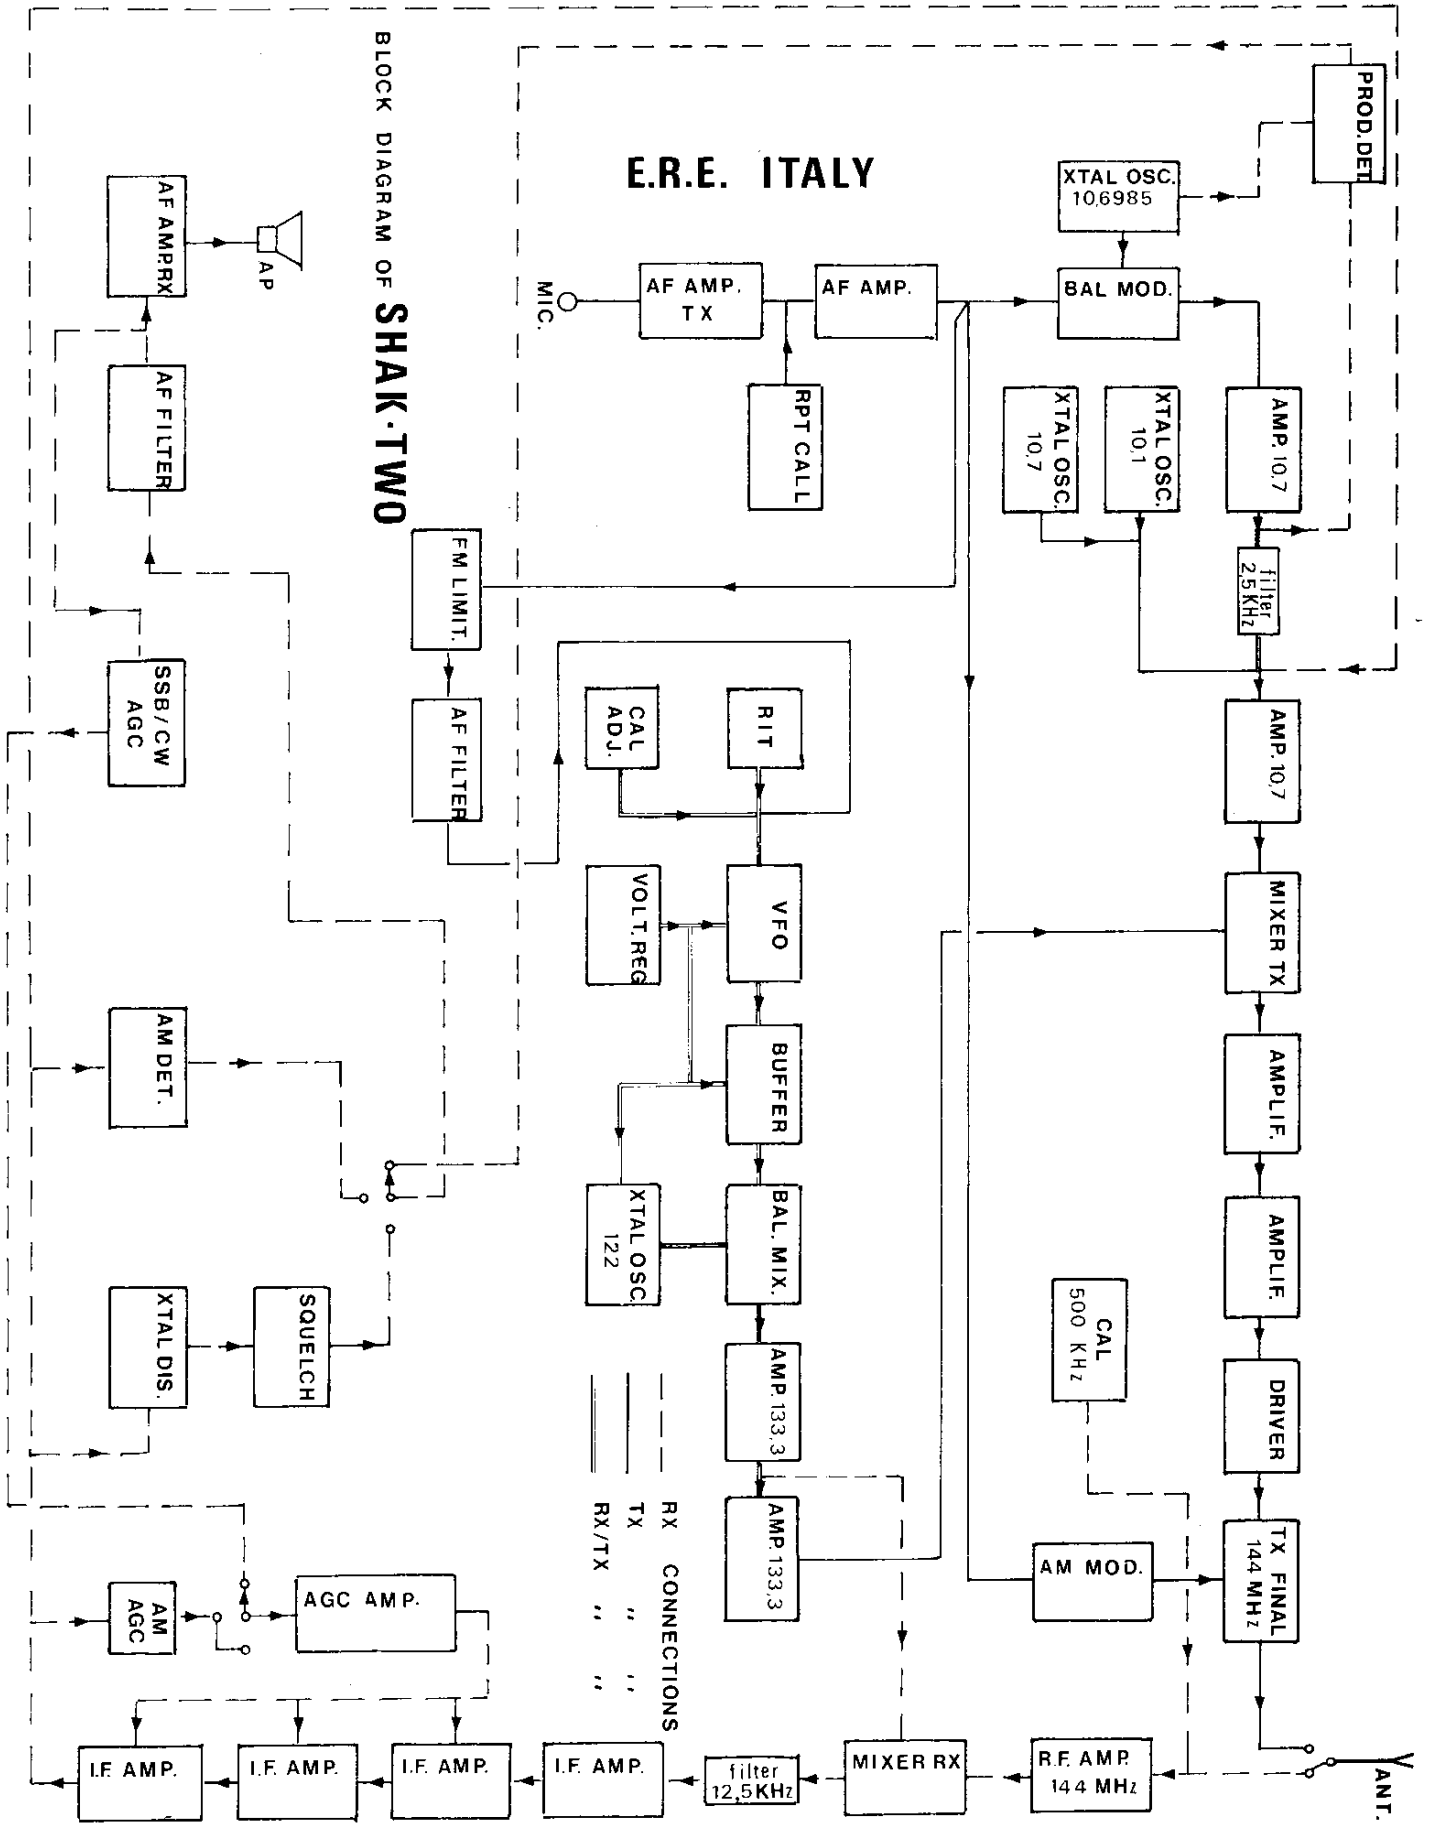 BLOCK DIAGRAM OF SHAK·TWO
E.R.E. ITALY
PROD.DET.
XTAL OSC.
10,6985
BAL MOD.
AMP. 10,7
XTAL OSC.
10,1
XTAL OSC.
10,7
filter
2,5KHz
AMP. 10,7
MIXER TX
AMPLIF.
AMPLIF.
DRIVER
TX FINAL
144 MHz
ANT.
MIC.
AF AMP.
TX
AF AMP.
RPT CALL
FM LIMIT.
AF FILTER
CAL
ADJ.
RIT
VOLT.REG
VFO
BUFFER
BAL. MIX.
XTAL OSC.
122
AMP. 133,3
AMP. 133,3
CAL
500 KHz
AM MOD.
RX CONNECTIONS
TX " "
RX/TX " "
AP
AF AMP.RX
AF FILTER
SSB/CW
AGC
AM DET.
XTAL DIS.
SQUELCH
AM
AGC
AGC AMP.
I.F. AMP.
I.F. AMP.
I.F. AMP.
I.F. AMP.
filter
12,5KHz
MIXER RX
R.F. AMP.
144 MHz